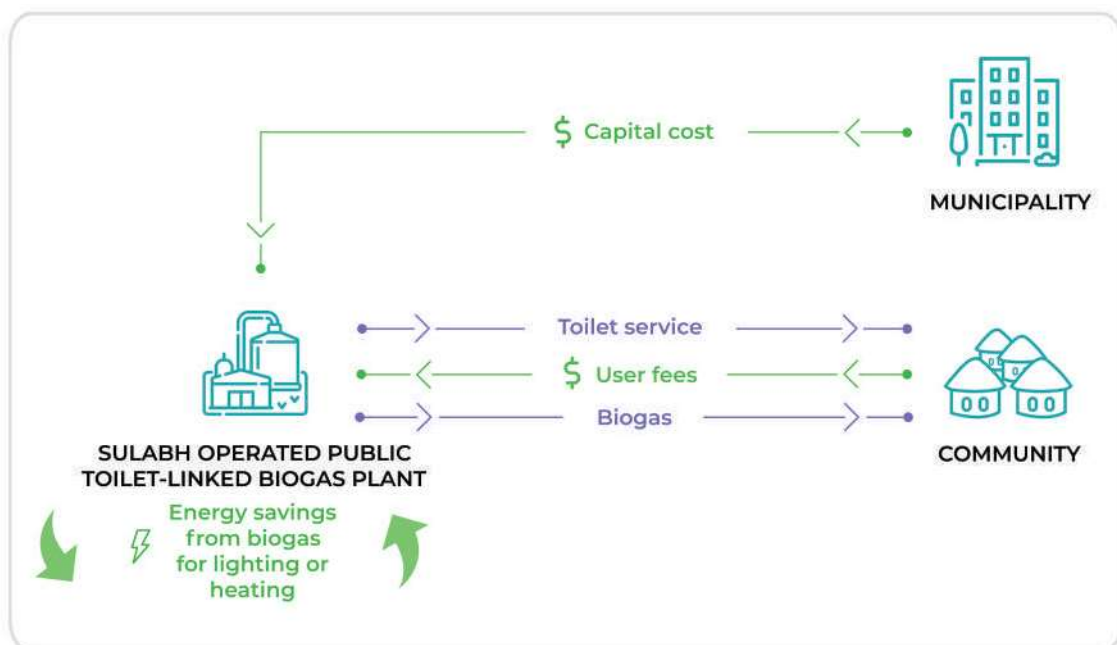 $ Capital cost
MUNICIPALITY
Toilet service
$ User fees
Biogas
SULABH OPERATED PUBLIC
TOILET-LINKED BIOGAS PLANT
COMMUNITY
Energy savings
from biogas
for lighting or
heating